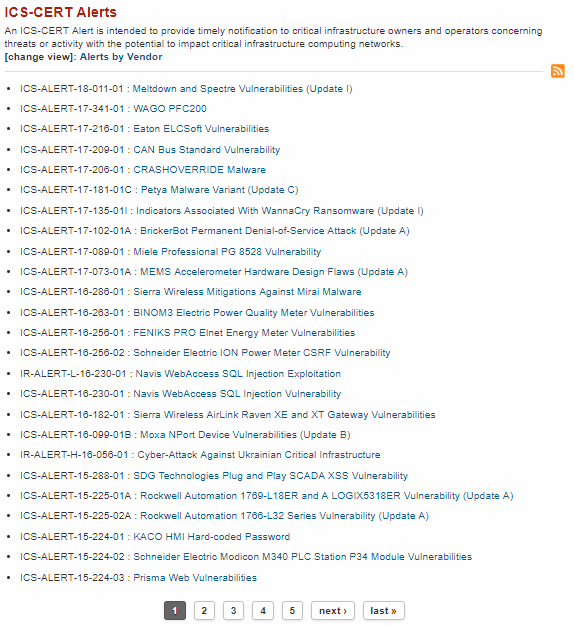 ICS-CERT Alerts
An ICS-CERT Alert is intended to provide timely notification to critical infrastructure owners and operators concerning
threats or activity with the potential to impact critical infrastructure computing networks.
[change view]: Alerts by Vendor
• ICS-ALERT-18-011-01 : Meltdown and Spectre Vulnerabilities (Update I)
• ICS-ALERT-17-341-01 : WAGO PFC200
• ICS-ALERT-17-216-01 : Eaton ELCSoft Vulnerabilities
• ICS-ALERT-17-209-01 : CAN Bus Standard Vulnerability
• ICS-ALERT-17-206-01 : CRASHOVERRIDE Malware
• ICS-ALERT-17-181-01C : Petya Malware Variant (Update C)
• ICS-ALERT-17-135-01I : Indicators Associated With WannaCry Ransomware (Update I)
• ICS-ALERT-17-102-01A : BrickerBot Permanent Denial-of-Service Attack (Update A)
• ICS-ALERT-17-089-01 : Miele Professional PG 8528 Vulnerability
• ICS-ALERT-17-073-01A : MEMS Accelerometer Hardware Design Flaws (Update A)
• ICS-ALERT-16-286-01 : Sierra Wireless Mitigations Against Mirai Malware
• ICS-ALERT-16-263-01 : BINOM3 Electric Power Quality Meter Vulnerabilities
• ICS-ALERT-16-256-01 : FENIKS PRO Elnet Energy Meter Vulnerabilities
• ICS-ALERT-16-256-02 : Schneider Electric ION Power Meter CSRF Vulnerability
• IR-ALERT-L-16-230-01 : Navis WebAccess SQL Injection Exploitation
• ICS-ALERT-16-230-01 : Navis WebAccess SQL Injection Vulnerability
• ICS-ALERT-16-182-01 : Sierra Wireless AirLink Raven XE and XT Gateway Vulnerabilities
• ICS-ALERT-16-099-01B : Moxa NPort Device Vulnerabilities (Update B)
• IR-ALERT-H-16-056-01 : Cyber-Attack Against Ukrainian Critical Infrastructure
• ICS-ALERT-15-288-01 : SDG Technologies Plug and Play SCADA XSS Vulnerability
• ICS-ALERT-15-225-01A : Rockwell Automation 1769-L18ER and A LOGIX5318ER Vulnerability (Update A)
• ICS-ALERT-15-225-02A : Rockwell Automation 1766-L32 Series Vulnerability (Update A)
• ICS-ALERT-15-224-01 : KACO HMI Hard-coded Password
• ICS-ALERT-15-224-02 : Schneider Electric Modicon M340 PLC Station P34 Module Vulnerabilities
• ICS-ALERT-15-224-03 : Prisma Web Vulnerabilities
1 2 3 4 5 next › last »